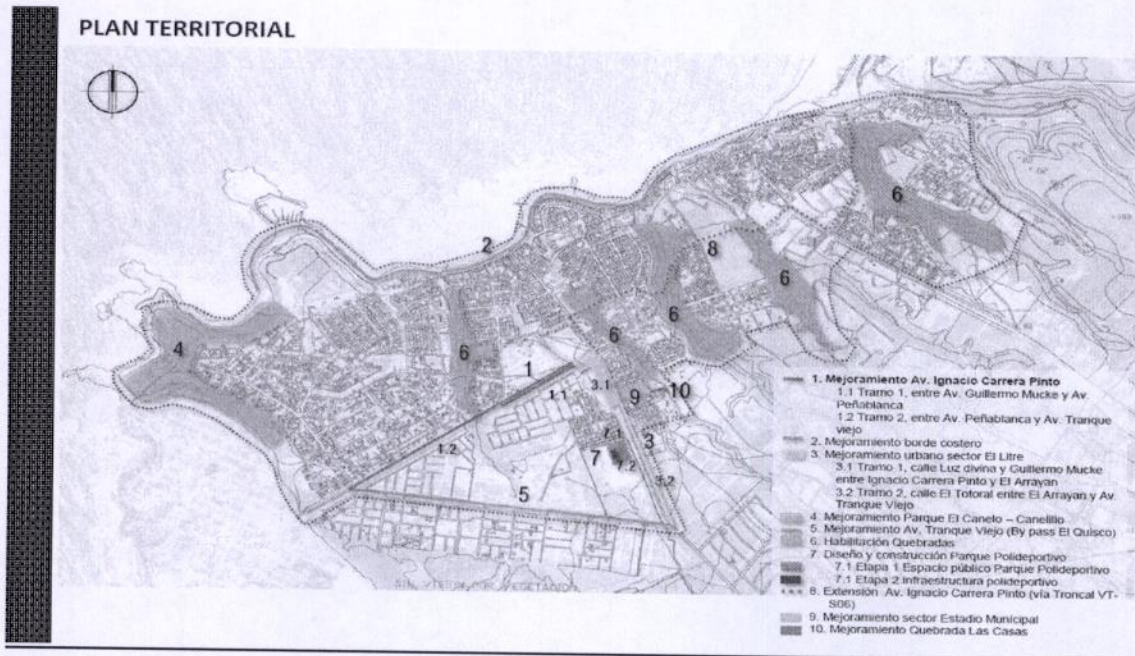 PLAN TERRITORIAL
2
6
8
6
4
6
6
6
1
3.1
1.1
10
9
7.1
3
7
7.2
1.2
3.2
5
1. Mejoramiento Av. Ignacio Carrera Pinto
1.1 Tramo 1, entre Av. Guillermo Mucke y Av.
Peñablanca
1.2 Tramo 2, entre Av. Peñablanca y Av. Tranque
viejo
2. Mejoramiento borde costero
3. Mejoramiento urbano sector El Litre
3.1 Tramo 1, calle Luz divina y Guillermo Mucke
entre Ignacio Carrera Pinto y El Arrayan
3.2 Tramo 2, calle El Totoral entre El Arrayan y Av.
Tranque Viejo
4. Mejoramiento Parque El Canelo – Canelillo
5. Mejoramiento Av. Tranque Viejo (By pass El Quisco)
6. Habilitación Quebradas
7. Diseño y construcción Parque Polideportivo
7.1 Etapa 1 Espacio público Parque Polideportivo
7.1 Etapa 2 infraestructura polideportivo
8. Extensión Av. Ignacio Carrera Pinto (vía Troncal VT-
S06)
9. Mejoramiento sector Estadio Municipal
10. Mejoramiento Quebrada Las Casas